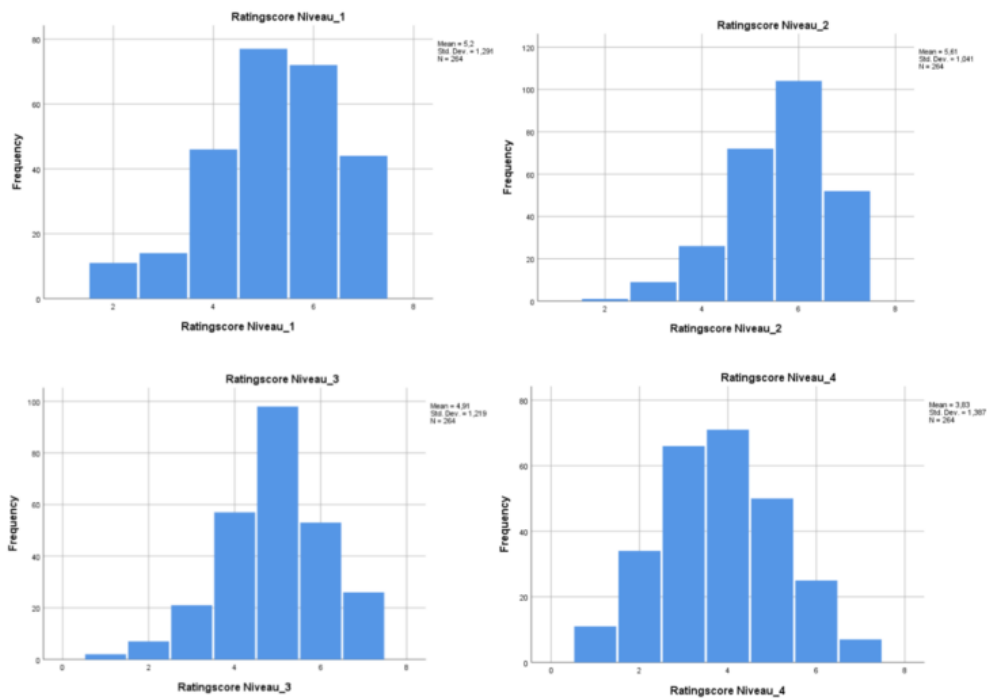 Ratingscore Niveau_1
Mean = 5,2
Std. Dev. = 1,291
N = 264
80
60
40
20
0
Frequency
2 4 6 8
Ratingscore Niveau_1
Ratingscore Niveau_2
Mean = 5,61
Std. Dev. = 1,041
N = 264
120
100
80
60
40
20
0
Frequency
2 4 6 8
Ratingscore Niveau_2
Ratingscore Niveau_3
Mean = 4,91
Std. Dev. = 1,219
N = 264
100
80
60
40
20
0
Frequency
0 2 4 6 8
Ratingscore Niveau_3
Ratingscore Niveau_4
Mean = 3,83
Std. Dev. = 1,387
N = 264
80
60
40
20
0
Frequency
0 2 4 6 8
Ratingscore Niveau_4